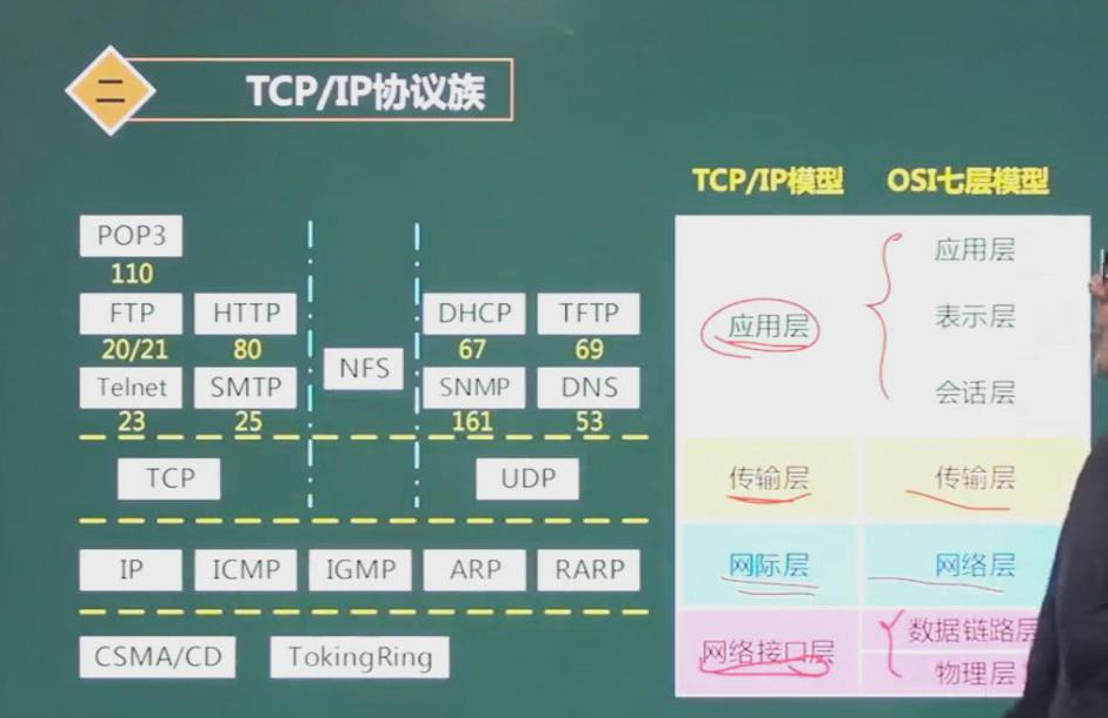 二
TCP/IP协议族
TCP/IP模型 OSI七层模型
POP3
110
FTP HTTP DHCP TFTP
20/21 80 67 69
NFS
Telnet SMTP SNMP DNS
23 25 161 53
TCP UDP
IP ICMP IGMP ARP RARP
CSMA/CD TokingRing
应用层 应用层
表示层
会话层
传输层 传输层
网际层 网络层
网络接口层 数据链路层
物理层